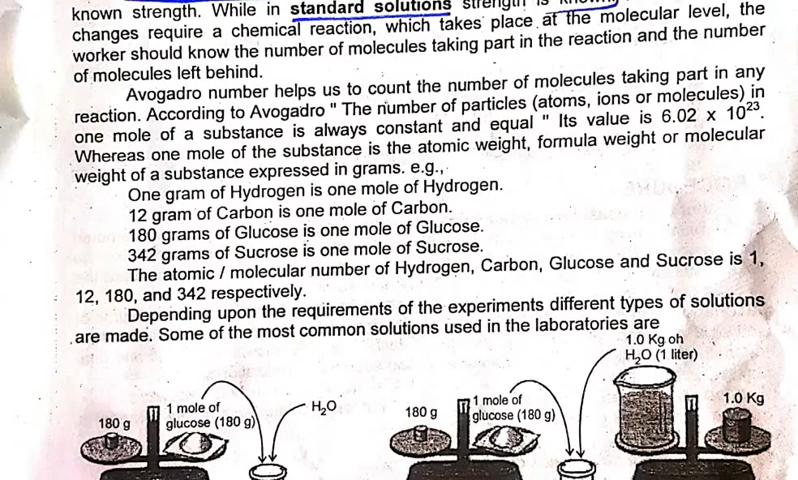 known strength. While in standard solutions strength is known
changes require a chemical reaction, which takes place at the molecular level, the
worker should know the number of molecules taking part in the reaction and the number
of molecules left behind.
Avogadro number helps us to count the number of molecules taking part in any
reaction. According to Avogadro " The number of particles (atoms, ions or molecules) in
one mole of a substance is always constant and equal " Its value is 6.02 x 10²³.
Whereas one mole of the substance is the atomic weight, formula weight or molecular
weight of a substance expressed in grams. e.g.,
One gram of Hydrogen is one mole of Hydrogen.
12 gram of Carbon is one mole of Carbon.
180 grams of Glucose is one mole of Glucose.
342 grams of Sucrose is one mole of Sucrose.
The atomic / molecular number of Hydrogen, Carbon, Glucose and Sucrose is 1,
12, 180, and 342 respectively.
Depending upon the requirements of the experiments different types of solutions
are made. Some of the most common solutions used in the laboratories are
180 g
1 mole of
glucose (180 g)
H₂O
180 g
1 mole of
glucose (180 g)
1.0 Kg oh
H₂O (1 liter)
1.0 Kg